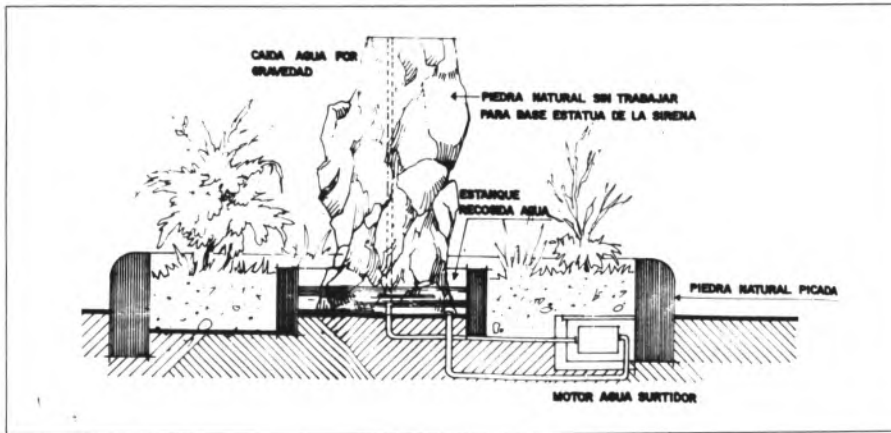 CAIDA AGUA POR
GRAVEDAD
PIEDRA NATURAL SIN TRABAJAR
PARA BASE ESTATUA DE LA SIRENA
ESTANQUE
RECOGIDA AGUA
PIEDRA NATURAL PICADA
MOTOR AGUA SURTIDOR